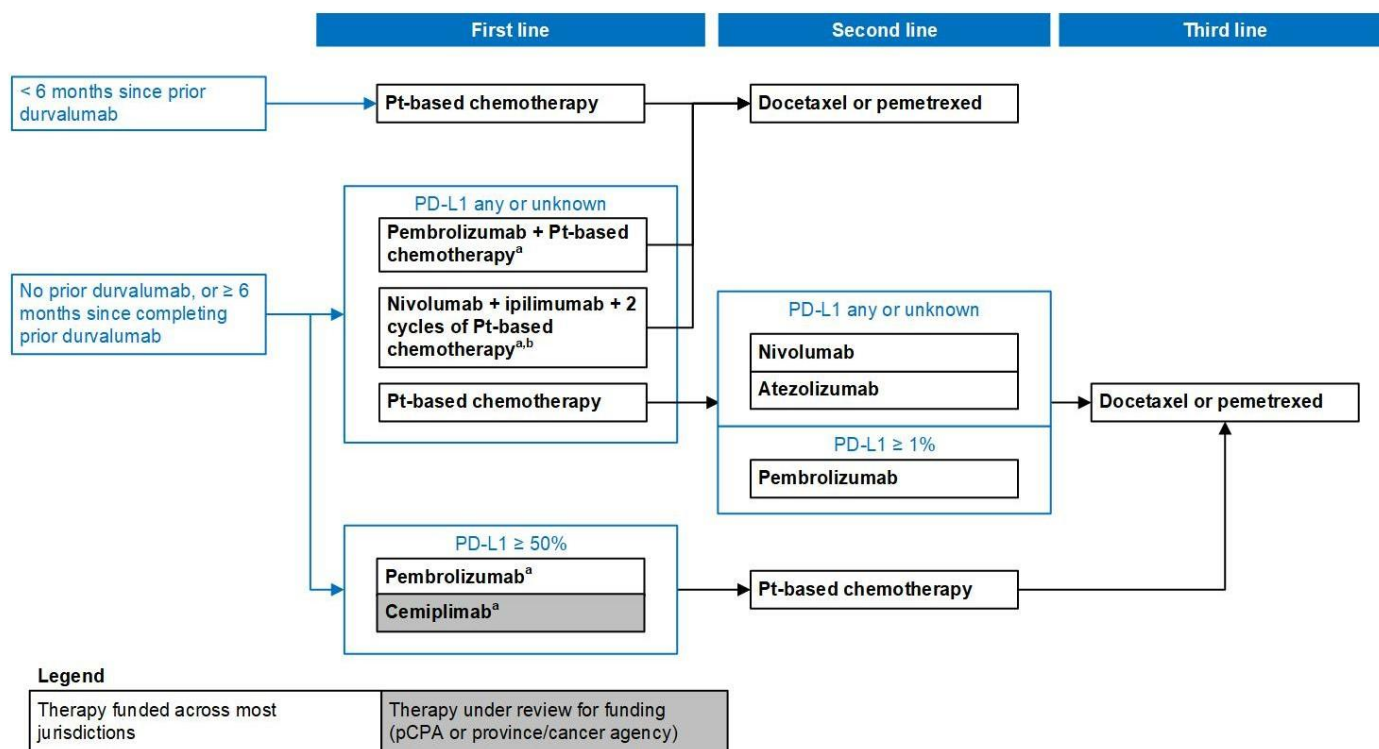 First line
Second line
Third line
< 6 months since prior
durvalumab
Pt-based chemotherapy
Docetaxel or pemetrexed
PD-L1 any or unknown
Pembrolizumab + Pt-based
chemotherapyᵃ
No prior durvalumab, or ≥ 6
months since completing
prior durvalumab
Nivolumab + ipilimumab + 2
cycles of Pt-based
chemotherapyᵃ,ᵇ
Pt-based chemotherapy
PD-L1 any or unknown
Nivolumab
Atezolizumab
PD-L1 ≥ 1%
Pembrolizumab
Docetaxel or pemetrexed
PD-L1 ≥ 50%
Pembrolizumabᵃ
Cemiplimabᵃ
Pt-based chemotherapy
Legend
Therapy funded across most
jurisdictions
Therapy under review for funding
(pCPA or province/cancer agency)